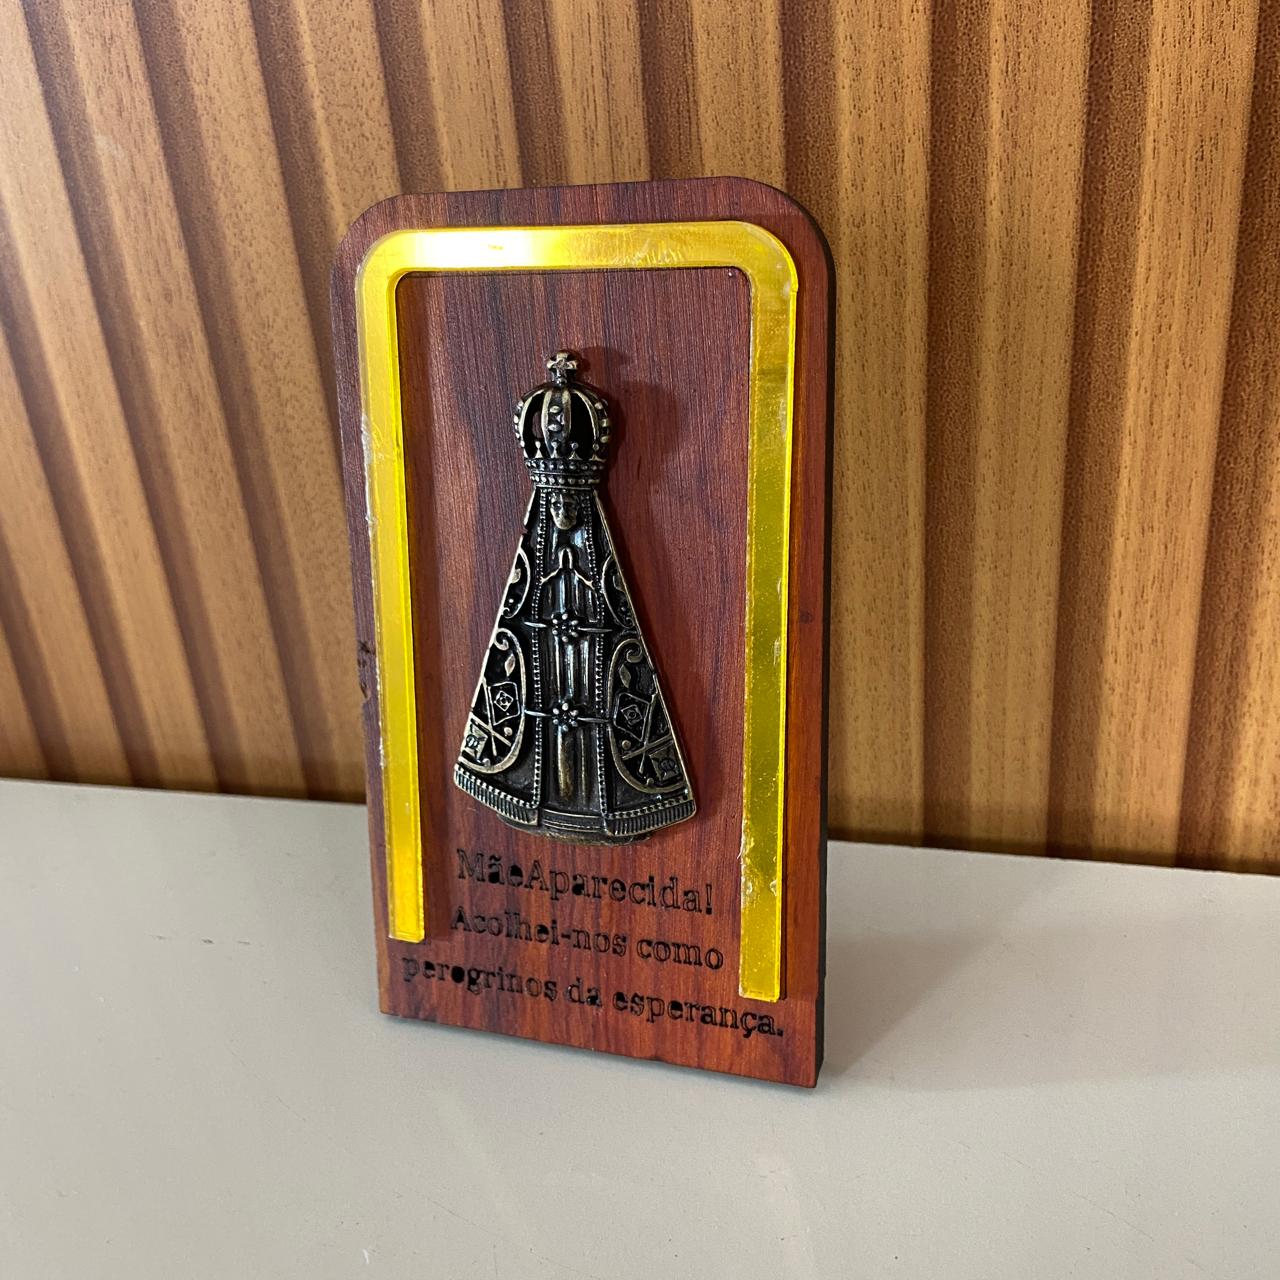 MãeAparecida!
Acolhei-nos como
peregrinos da esperança.